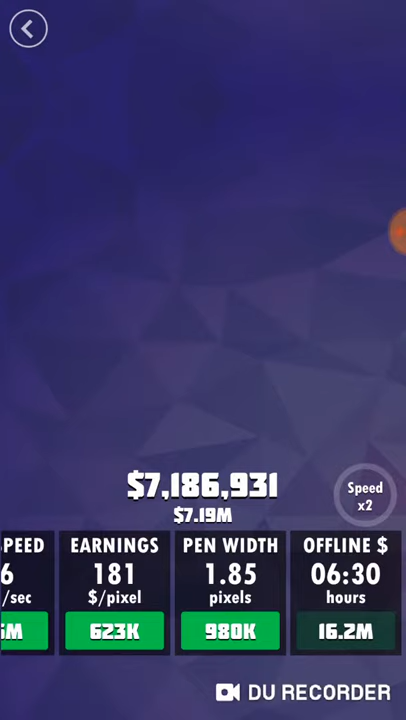 $7,186,931
$7.19M
Speed
x2
PEED EARNINGS PEN WIDTH OFFLINE $
6 181 1.85 06:30
/sec $/pixel pixels hours
M 623K 980K 16.2M
DU RECORDER